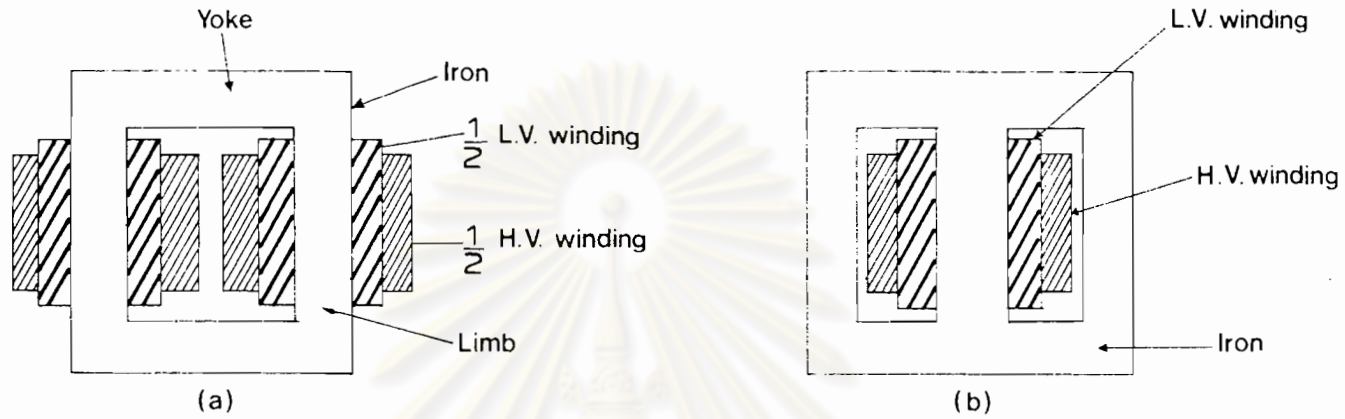 Yoke
Iron
1/2 L.V. winding
1/2 H.V. winding
Limb
(a)
L.V. winding
H.V. winding
Iron
(b)